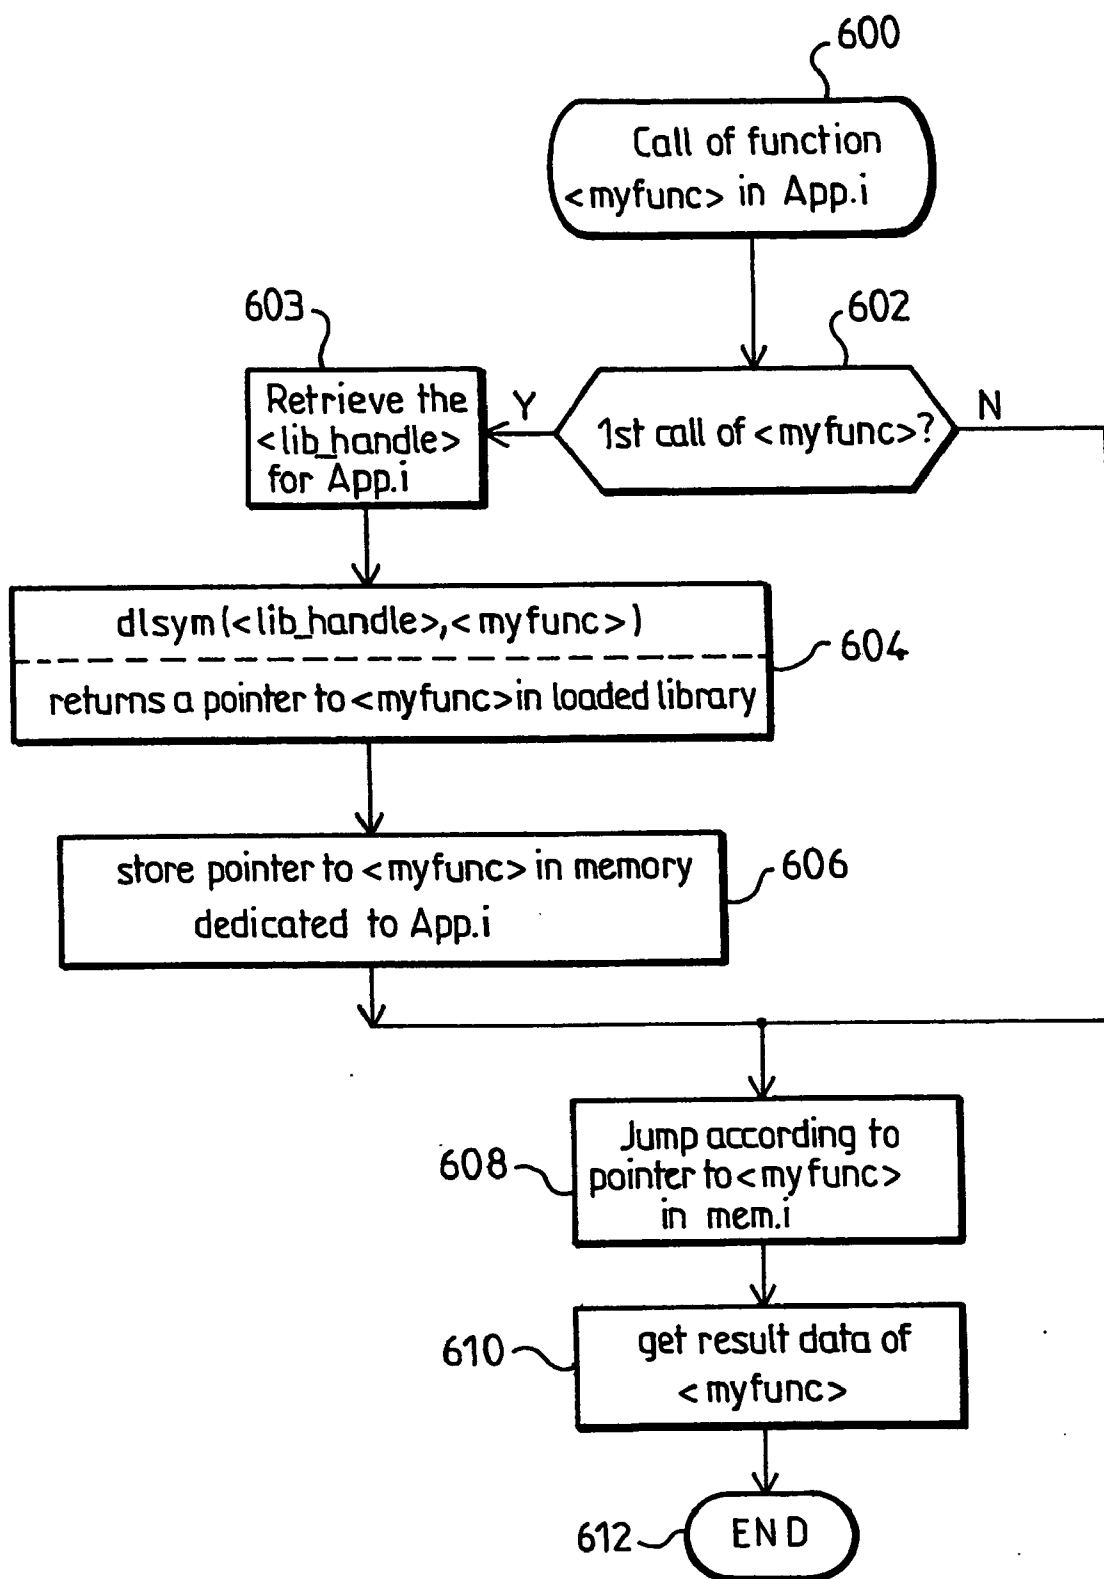 600
Call of function
<myfunc> in App.i
603
602
Retrieve the
<lib_handle>
for App.i
Y
1st call of <myfunc>?
N
dlsym(<lib_handle>,<myfunc>)
returns a pointer to <myfunc> in loaded library
604
store pointer to <myfunc> in memory
dedicated to App.i
606
Jump according to
pointer to <myfunc>
in mem.i
608
get result data of
<myfunc>
610
END
612